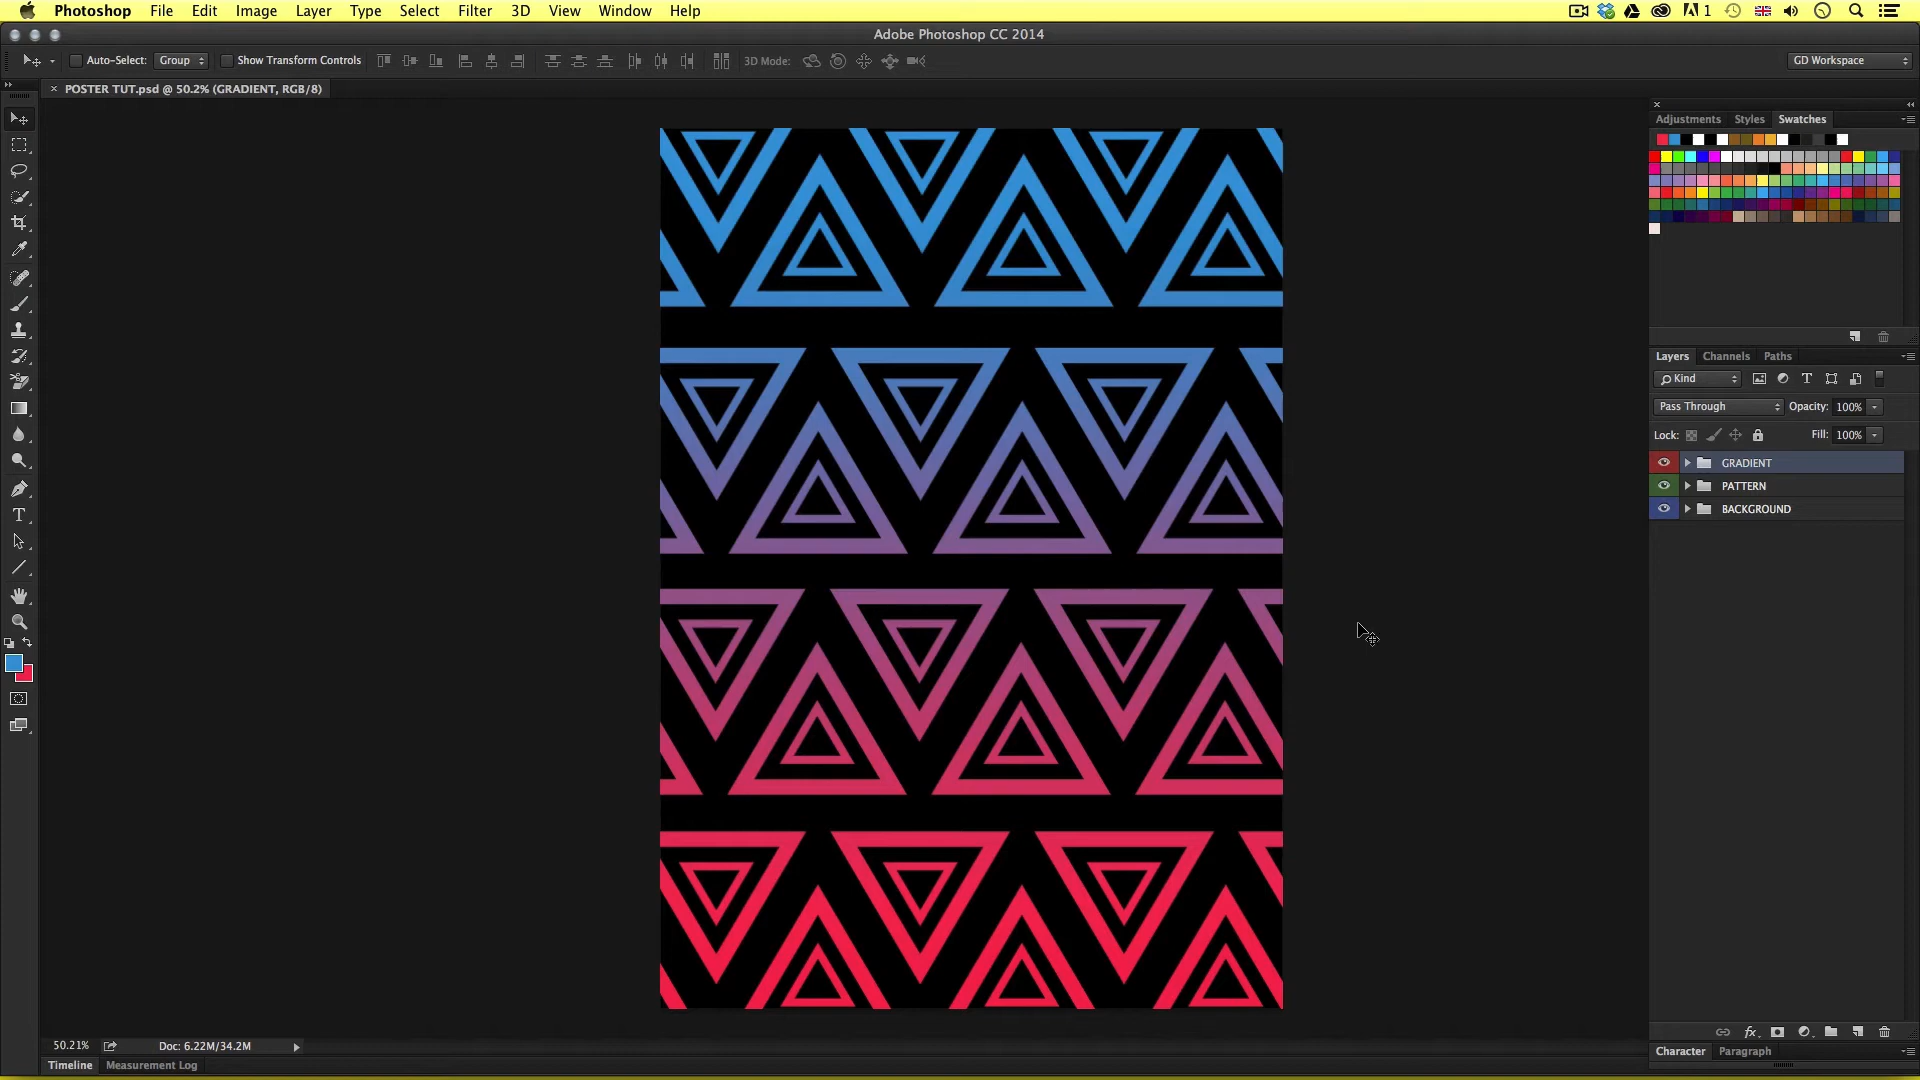 Photoshop File Edit Image Layer Type Select Filter 3D View Window Help 1
Adobe Photoshop CC 2014
Auto-Select: Group Show Transform Controls 3D Mode: GD Workspace
× POSTER TUT.psd @ 50.2% (GRADIENT, RGB/8)
Adjustments Styles Swatches
Layers Channels Paths
Kind
Pass Through Opacity: 100%
Lock: Fill: 100%
GRADIENT
PATTERN
BACKGROUND
50.21% Doc: 6.22M/34.2M
Character Paragraph
Timeline Measurement Log